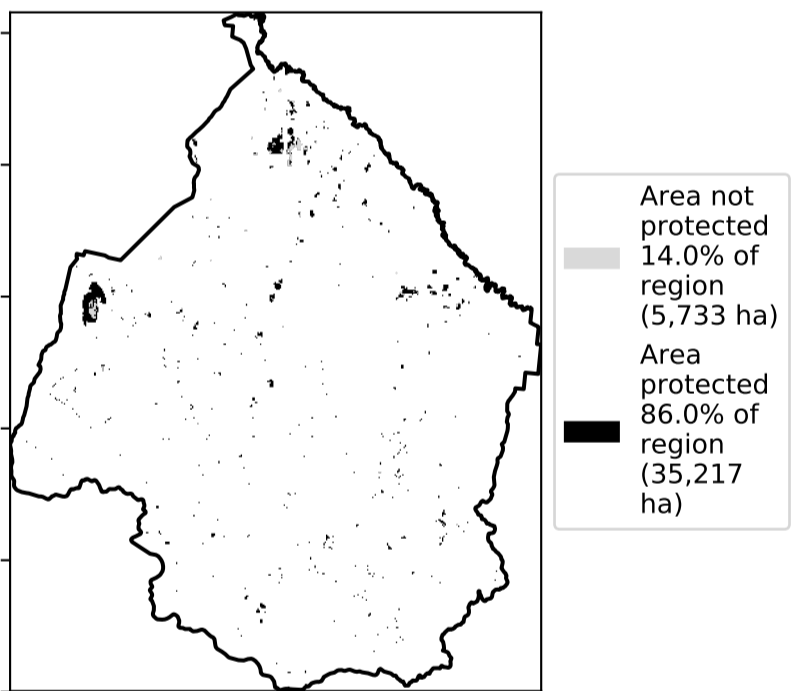 Area not
protected
14.0% of
region
(5,733 ha)
Area
protected
86.0% of
region
(35,217
ha)